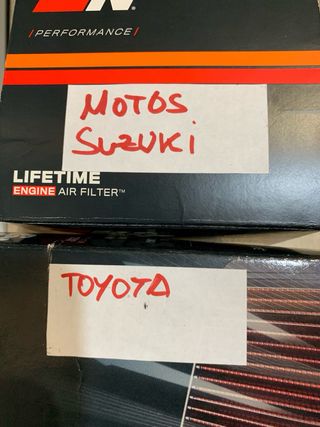 /PERFORMANCE/
MOTOS
SUZUKi
LIFETIME
ENGINE AIR FILTER™
TOYOTA